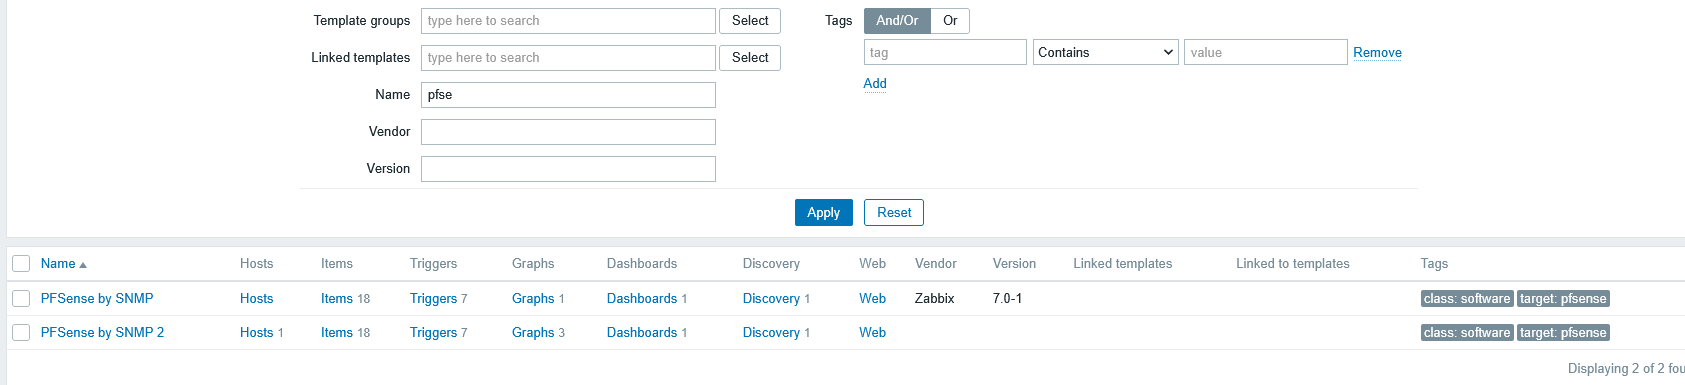 Template groups type here to search Select Tags And/Or Or
Linked templates type here to search Select tag Contains value Remove
Name pfse Add
Vendor
Version
Apply Reset
Name Hosts Items Triggers Graphs Dashboards Discovery Web Vendor Version Linked templates Linked to templates Tags
PFSense by SNMP Hosts Items 18 Triggers 7 Graphs 1 Dashboards 1 Discovery 1 Web Zabbix 7.0-1 class: software target: pfsense
PFSense by SNMP 2 Hosts 1 Items 18 Triggers 7 Graphs 3 Dashboards 1 Discovery 1 Web class: software target: pfsense
Displaying 2 of 2 fou